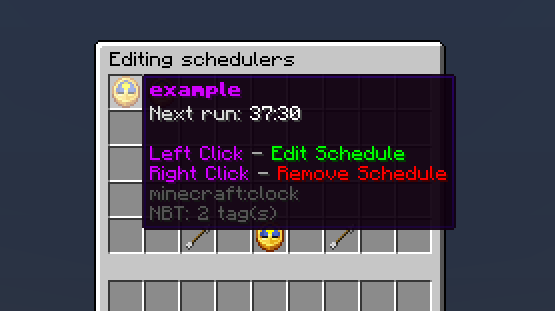 Editing schedulers
example
Next run: 37:30
Left Click - Edit Schedule
Right Click - Remove Schedule
minecraft:clock
NBT: 2 tag(s)